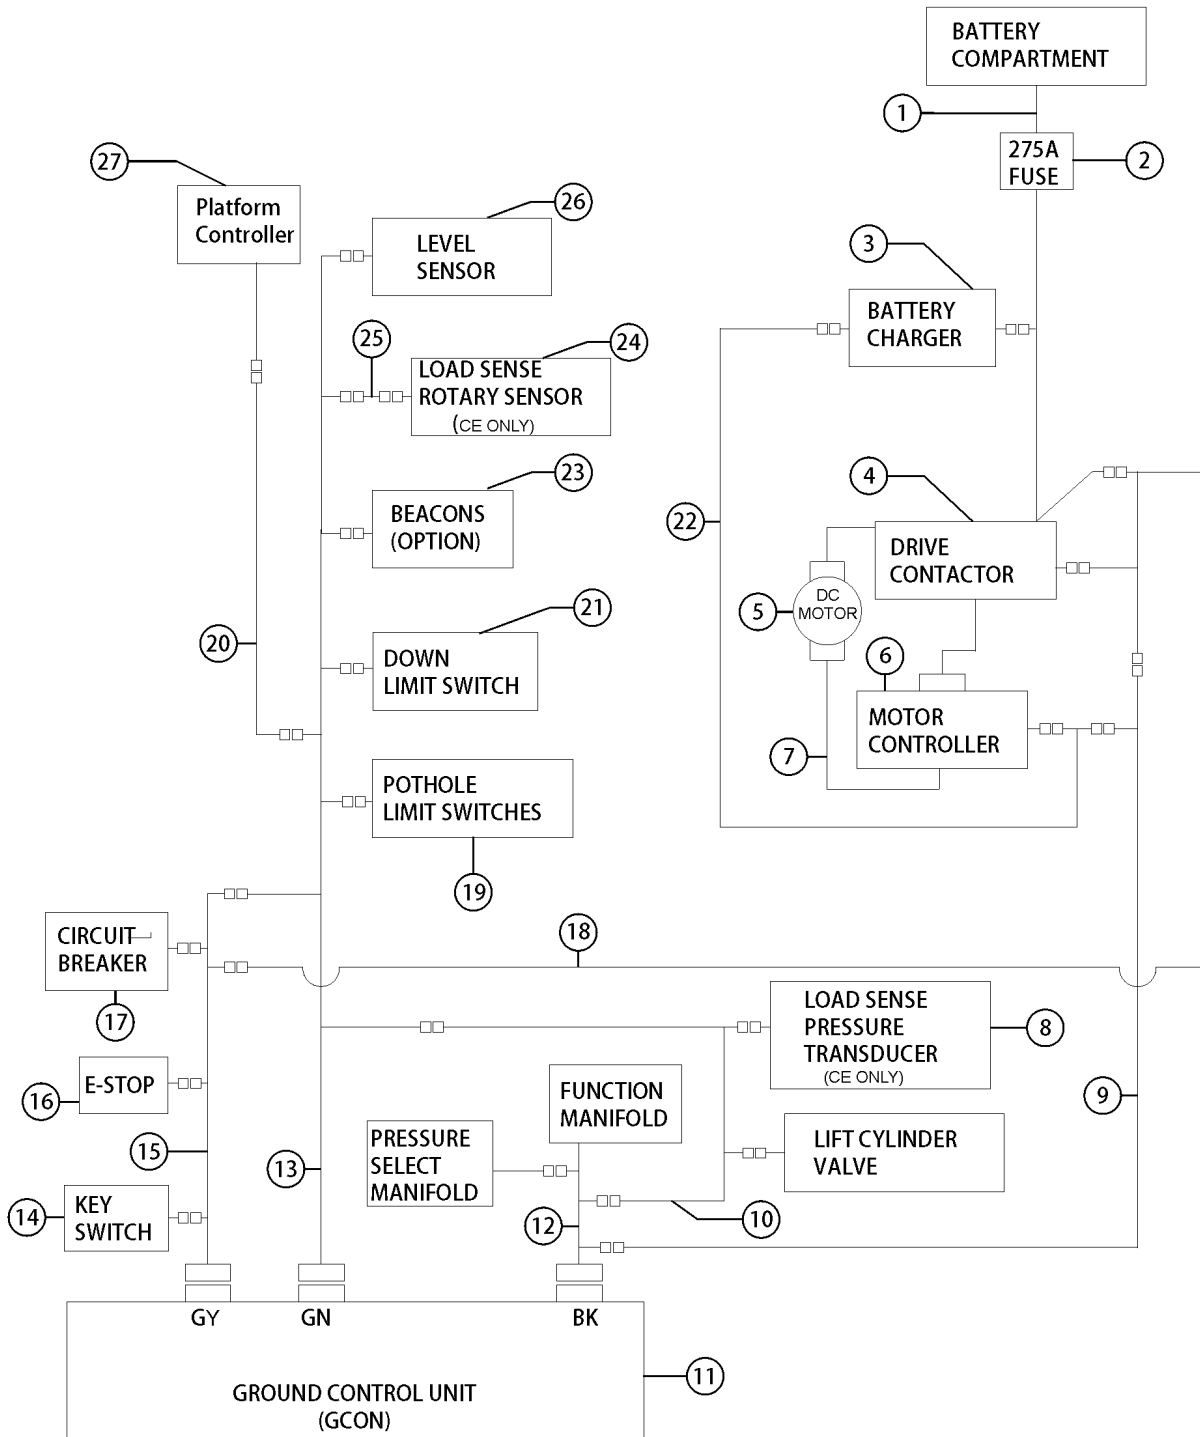 BATTERY
COMPARTMENT
1
275A
FUSE
2
27
Platform
Controller
26
LEVEL
SENSOR
3
BATTERY
CHARGER
25
24
LOAD SENSE
ROTARY SENSOR
(CE ONLY)
23
BEACONS
(OPTION)
4
22
DRIVE
CONTACTOR
5
DC
MOTOR
21
DOWN
LIMIT SWITCH
20
6
MOTOR
CONTROLLER
7
POTHOLE
LIMIT SWITCHES
19
CIRCUIT
BREAKER
17
18
LOAD SENSE
PRESSURE
TRANSDUCER
(CE ONLY)
8
E-STOP
16
FUNCTION
MANIFOLD
9
15
13
PRESSURE
SELECT
MANIFOLD
LIFT CYLINDER
VALVE
14
KEY
SWITCH
12
10
GY
GN
BK
11
GROUND CONTROL UNIT
(GCON)